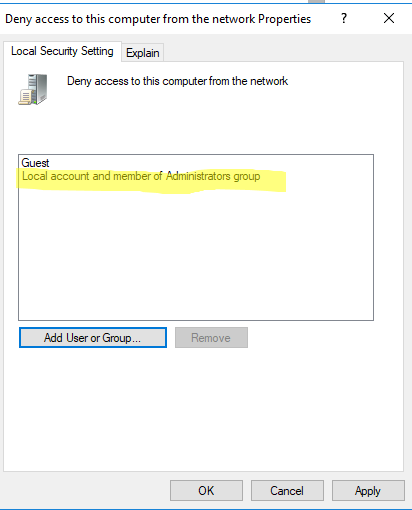 Deny access to this computer from the network Properties
?
Local Security Setting
Explain
Deny access to this computer from the network
Guest
Local account and member of Administrators group
Add User or Group...
Remove
OK
Cancel
Apply